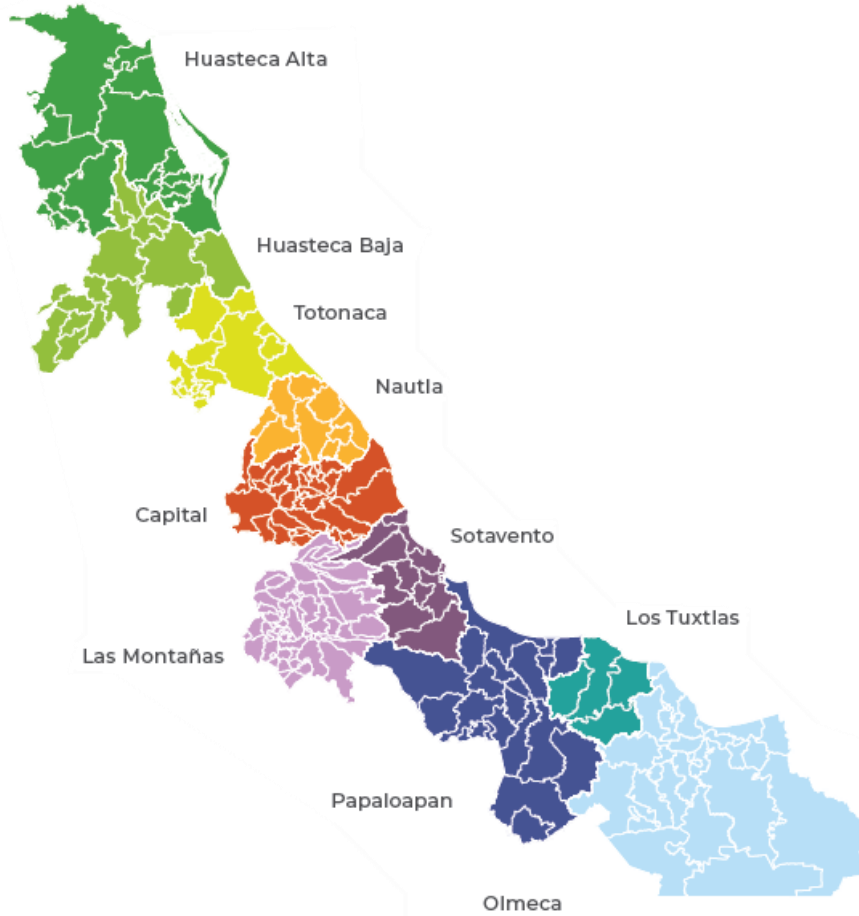 Huasteca Alta
Huasteca Baja
Totonaca
Nautla
Capital
Sotavento
Los Tuxtlas
Las Montañas
Papaloapan
Olmeca